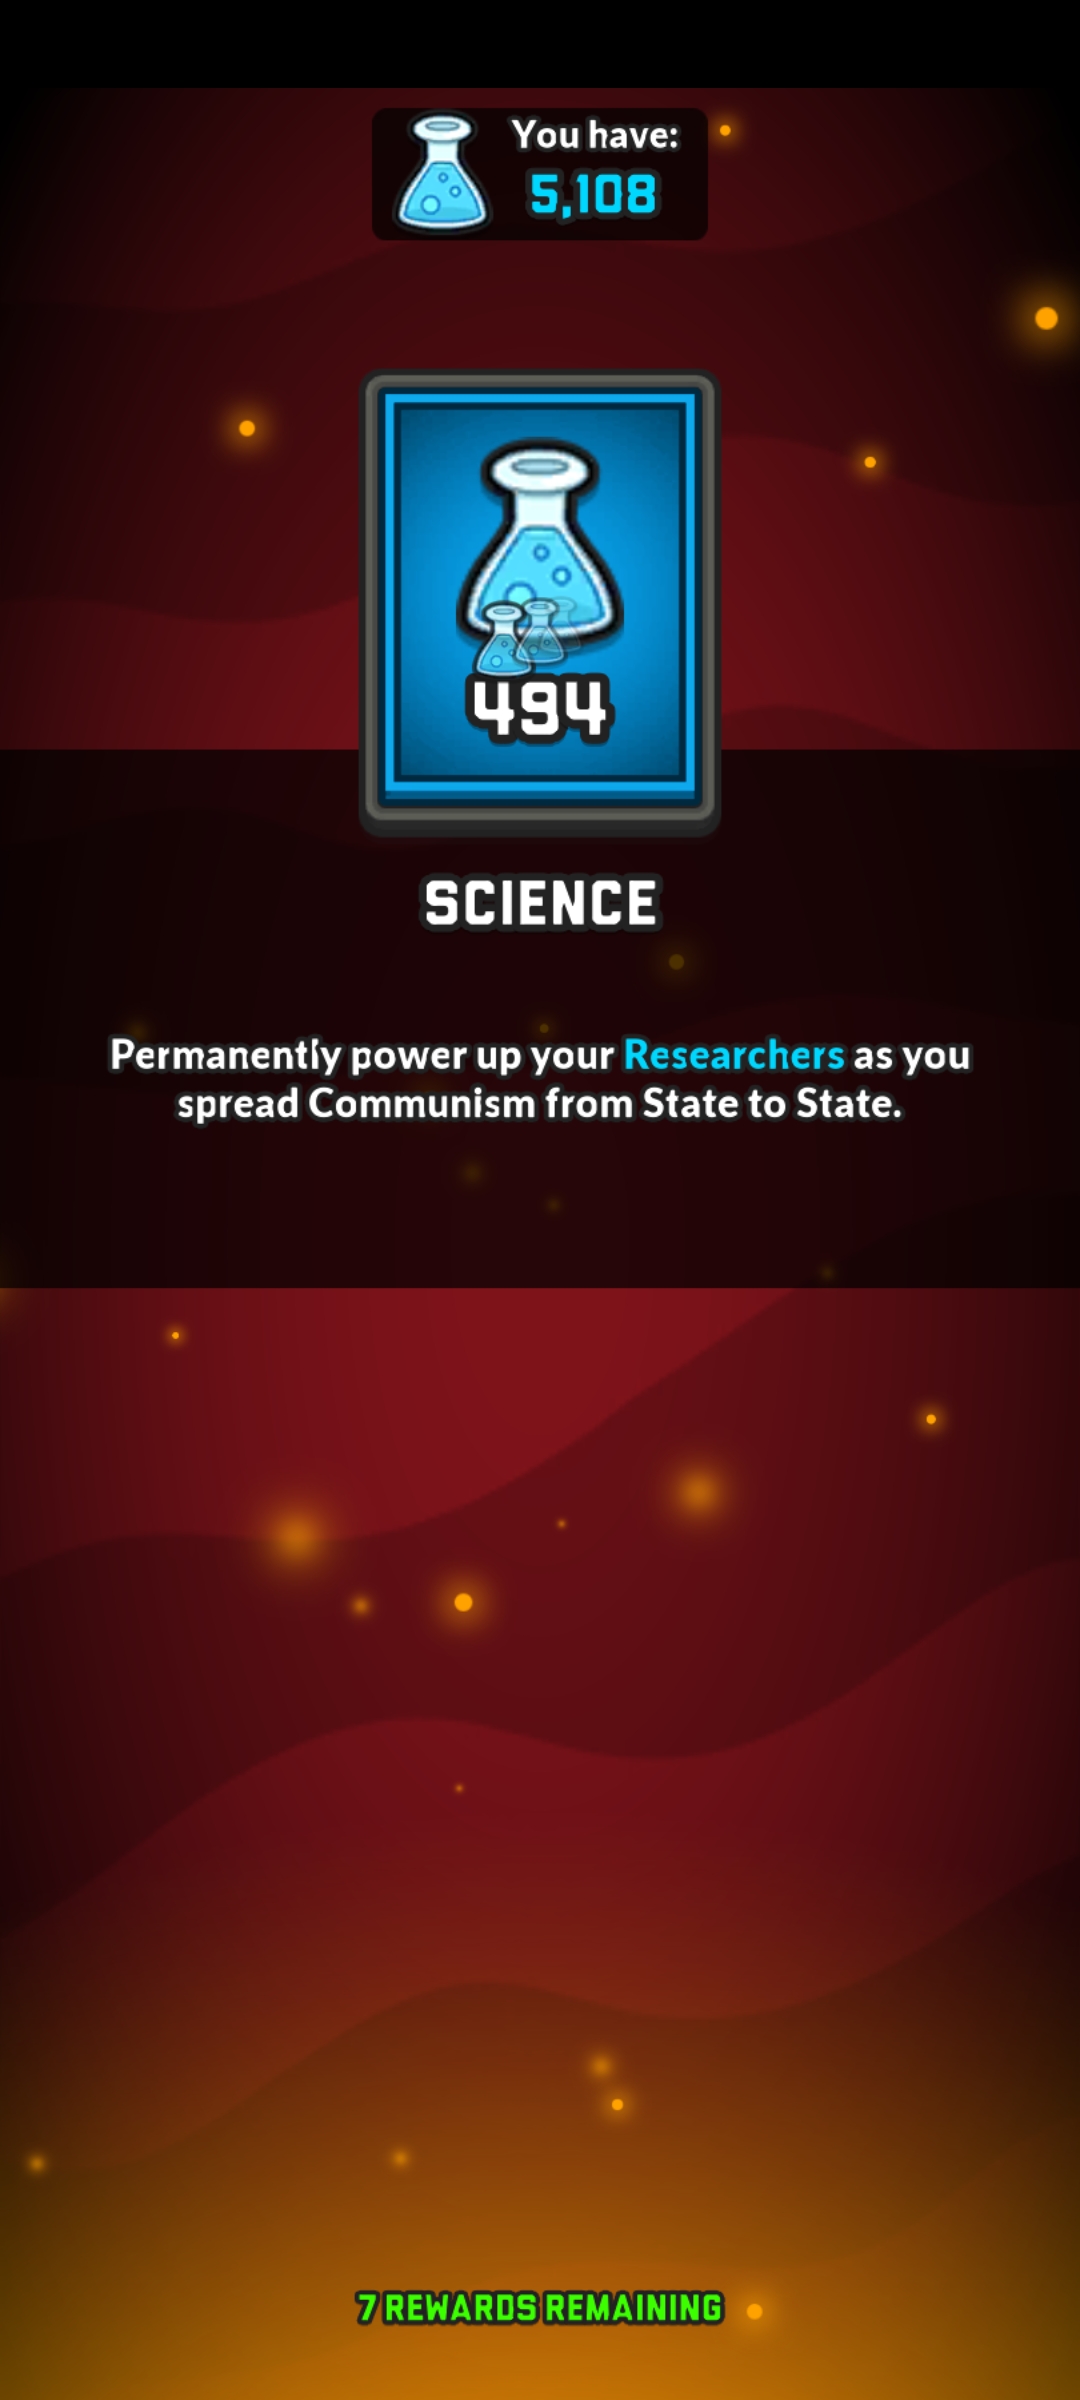 You have:
5,108
494
SCIENCE
Permanently power up your Researchers as you
spread Communism from State to State.
7 REWARDS REMAINING